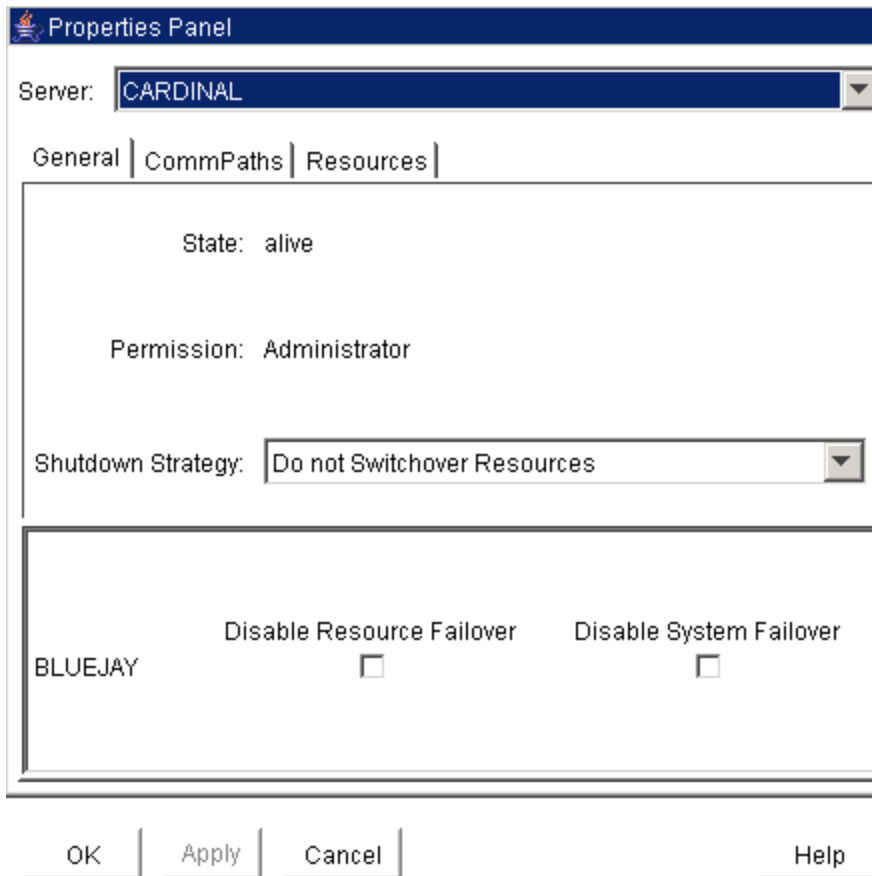 Properties Panel
Server: CARDINAL
General CommPaths Resources
State: alive
Permission: Administrator
Shutdown Strategy: Do not Switchover Resources
Disable Resource Failover Disable System Failover
BLUEJAY
OK Apply Cancel Help